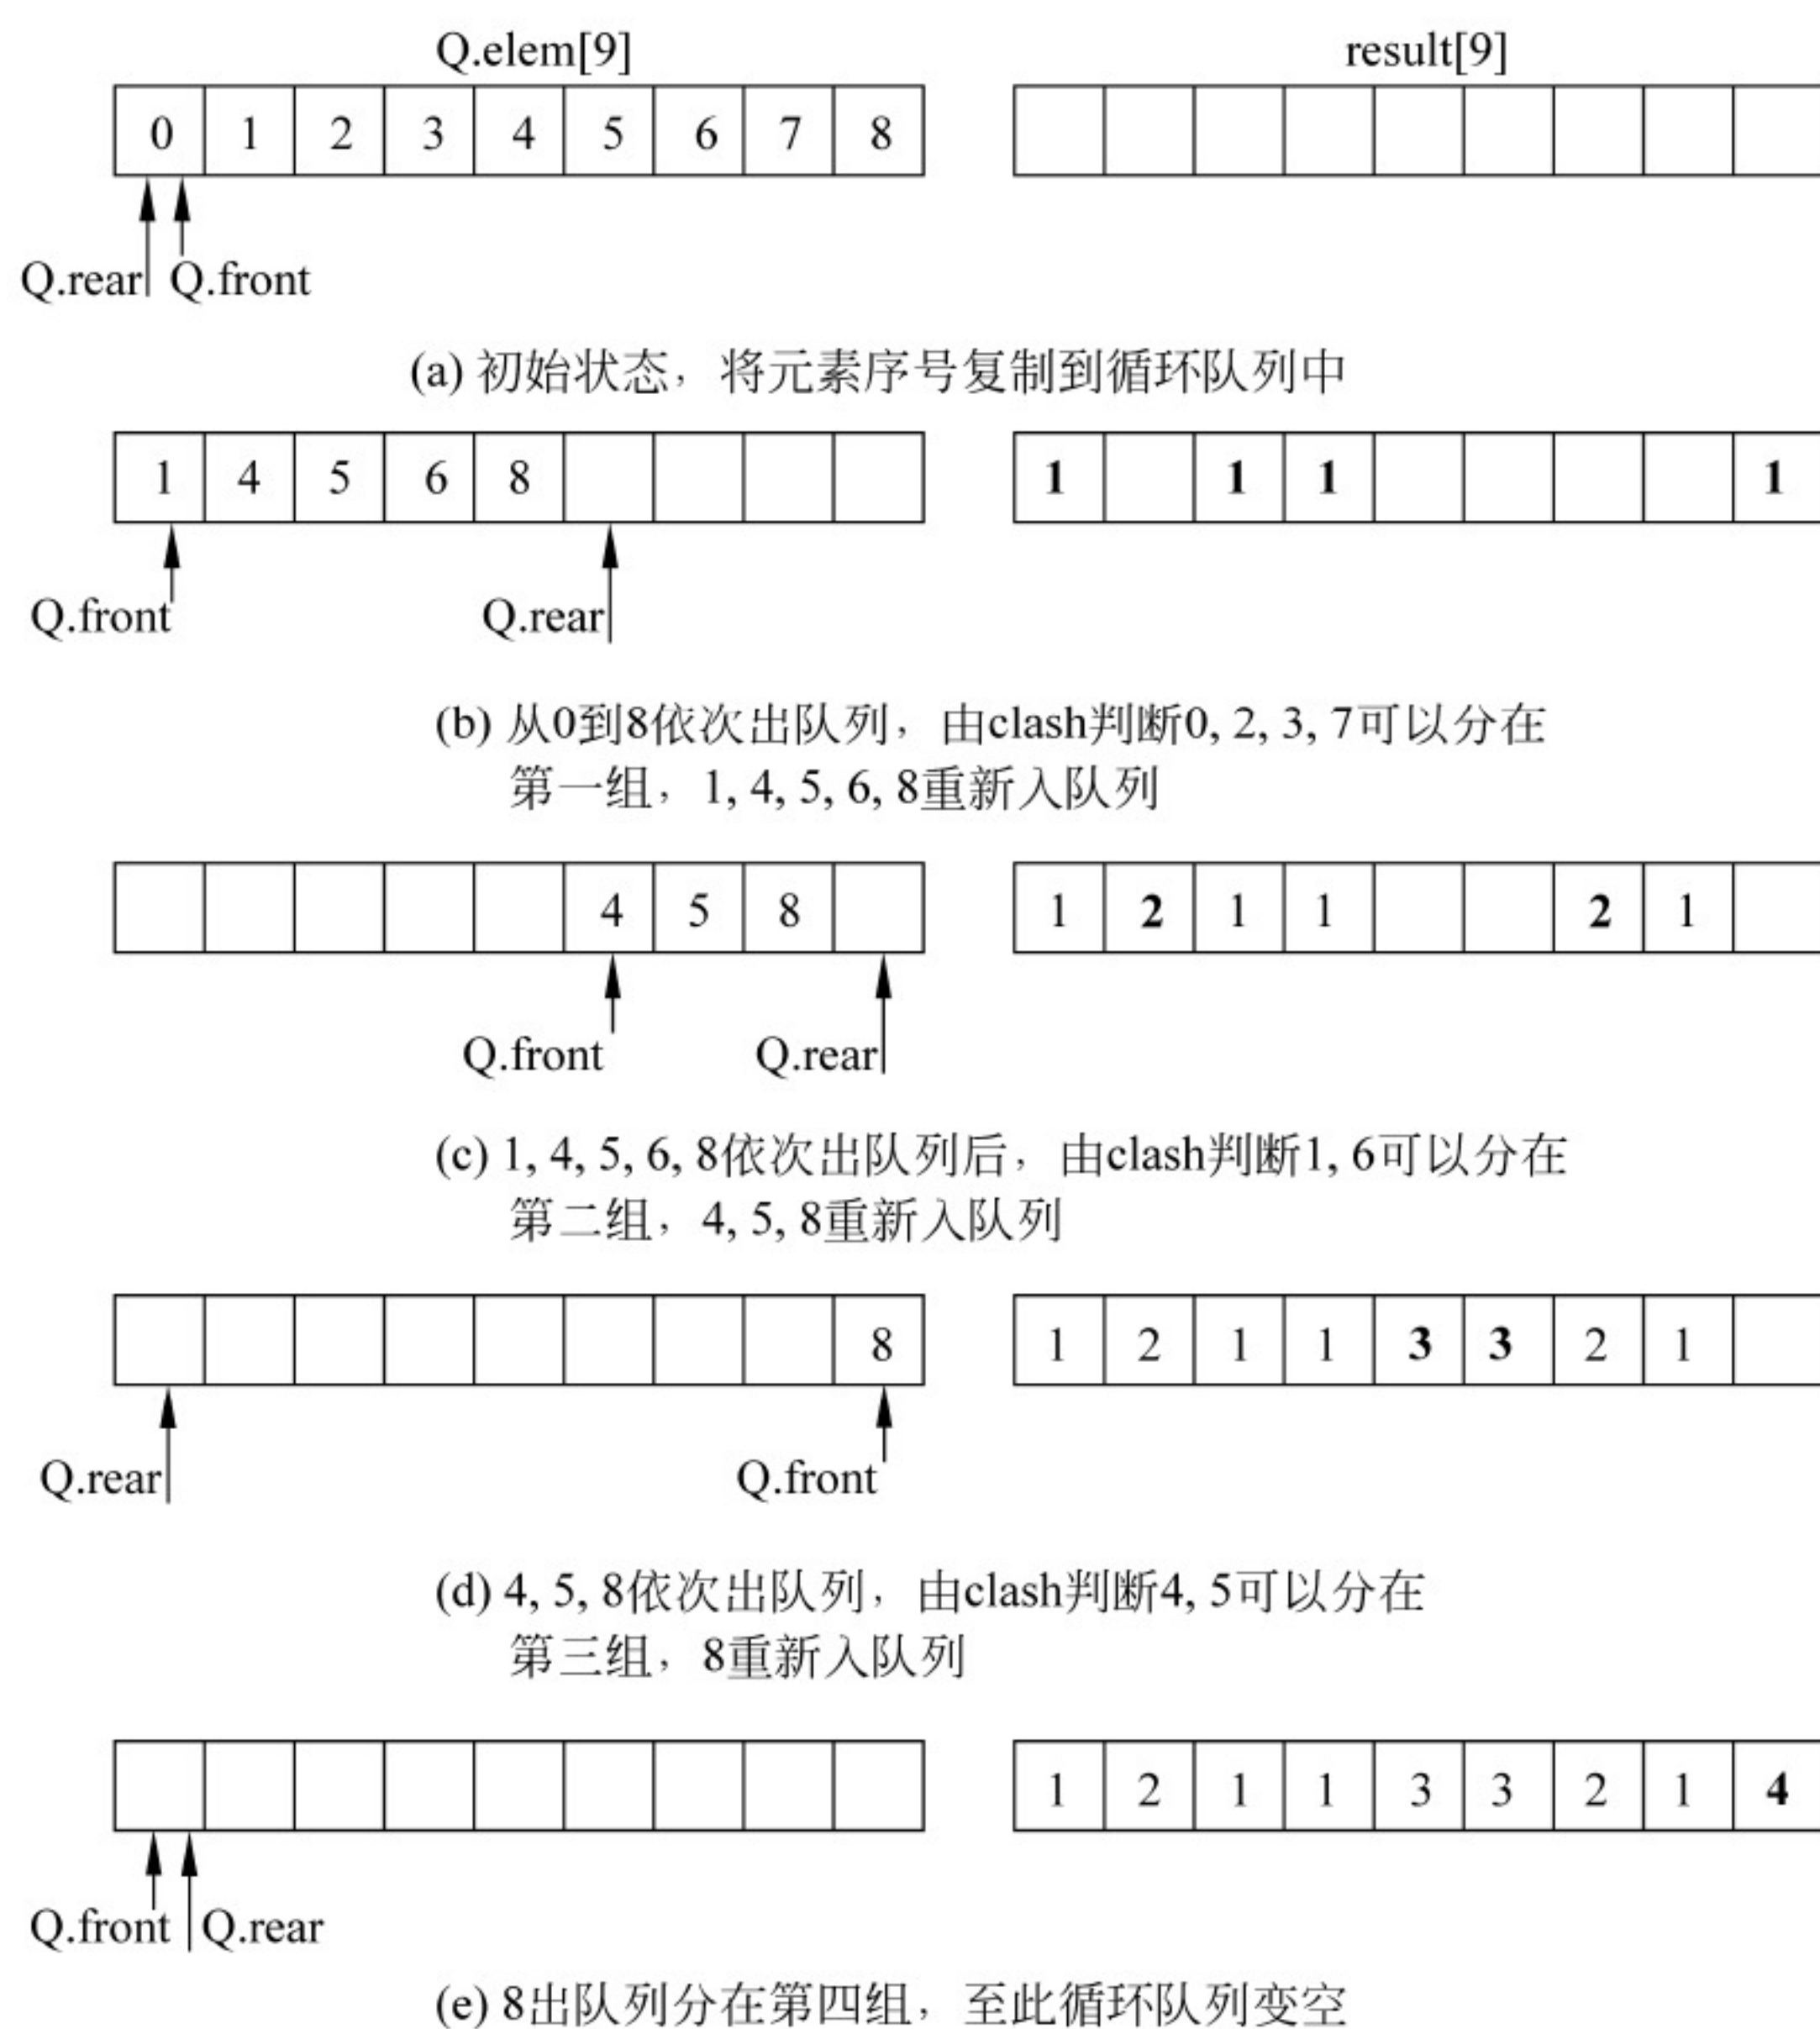 Q.elem[9] result[9]
0 1 2 3 4 5 6 7 8
Q.rear Q.front
(a) 初始状态，将元素序号复制到循环队列中
1 4 5 6 8 1 1 1 1
Q.front Q.rear
(b) 从0到8依次出队列，由clash判断0, 2, 3, 7可以分在
第一组，1, 4, 5, 6, 8重新入队列
4 5 8 1 2 1 1 2 1
Q.front Q.rear
(c) 1, 4, 5, 6, 8依次出队列后，由clash判断1, 6可以分在
第二组，4, 5, 8重新入队列
8 1 2 1 1 3 3 2 1
Q.rear Q.front
(d) 4, 5, 8依次出队列，由clash判断4, 5可以分在
第三组，8重新入队列
1 2 1 1 3 3 2 1 4
Q.front Q.rear
(e) 8出队列分在第四组，至此循环队列变空